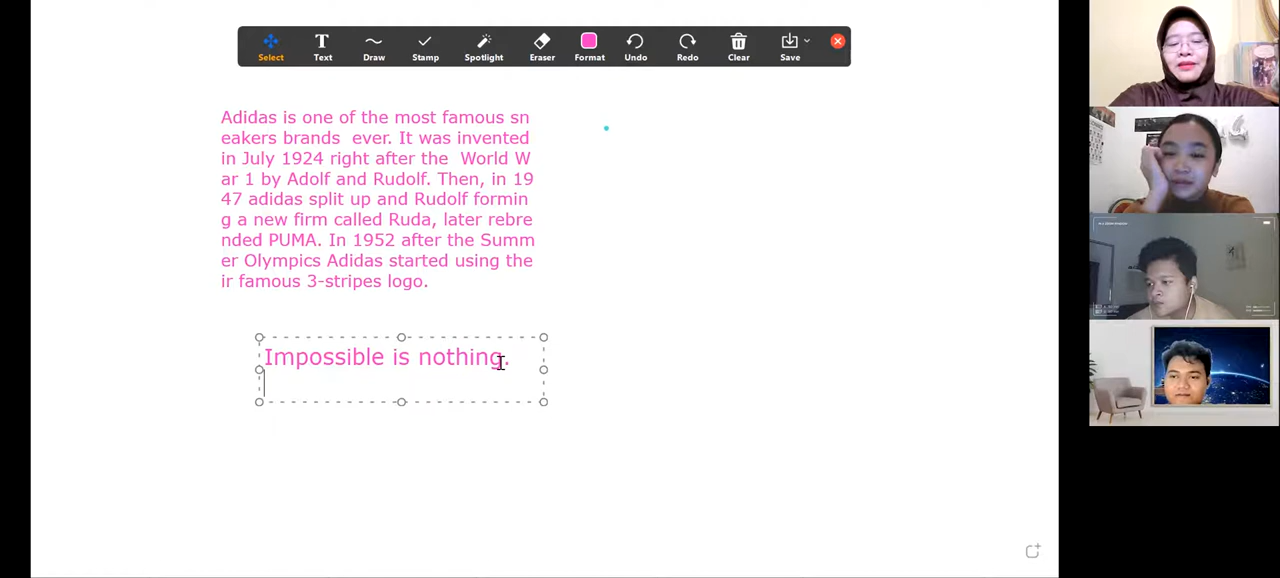 Select
Text
Draw
Stamp
Spotlight
Eraser
Format
Undo
Redo
Clear
Save
Adidas is one of the most famous sn
eakers brands  ever. It was invented
in July 1924 right after the  World W
ar 1 by Adolf and Rudolf. Then, in 19
47 adidas split up and Rudolf formin
g a new firm called Ruda, later rebre
nded PUMA. In 1952 after the Summ
er Olympics Adidas started using the
ir famous 3-stripes logo.
Impossible is nothing.